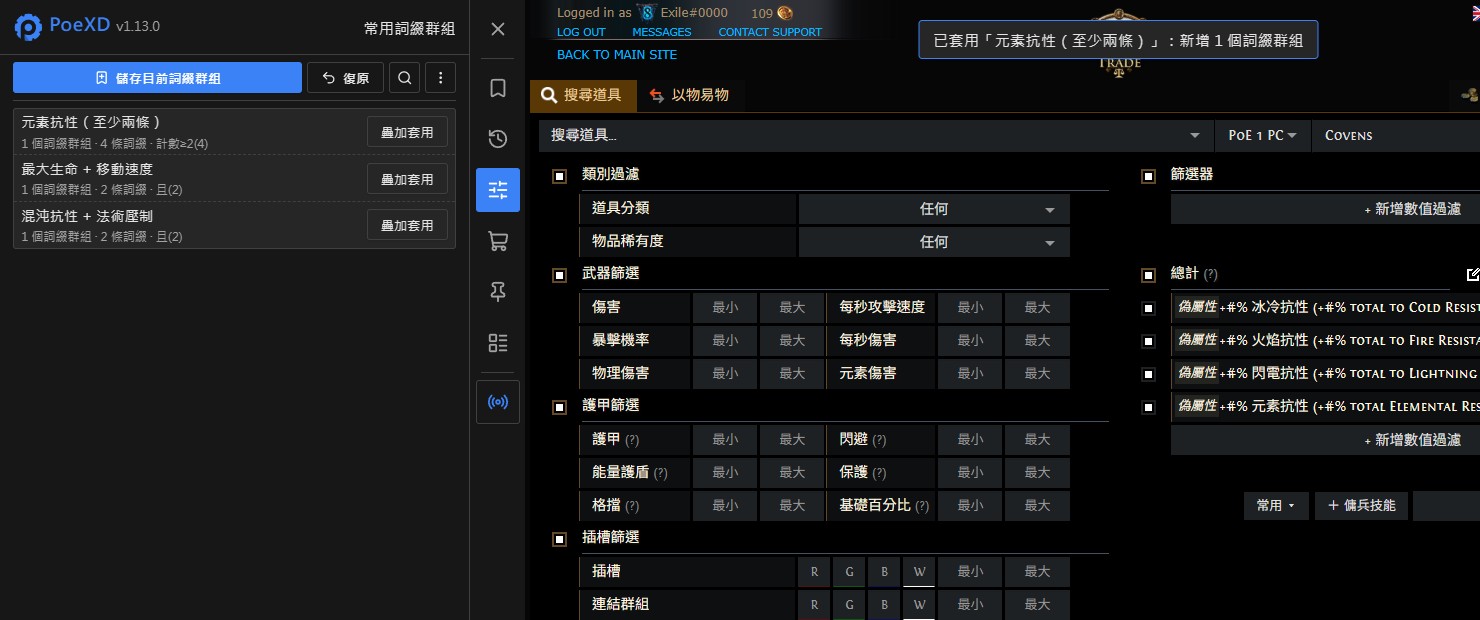 PoeXD v1.13.0
常用詞綴群組
儲存目前詞綴群組
復原
元素抗性（至少兩條）
1 個詞綴群組 · 4 條詞綴 · 計數≥2(4)
疊加套用
最大生命 + 移動速度
1 個詞綴群組 · 2 條詞綴 · 且(2)
疊加套用
混沌抗性 + 法術壓制
1 個詞綴群組 · 2 條詞綴 · 且(2)
疊加套用
Logged in as Exile#0000 109
LOG OUT MESSAGES CONTACT SUPPORT
BACK TO MAIN SITE
已套用「元素抗性（至少兩條）」：新增 1 個詞綴群組
TRADE
搜尋道具 以物易物
搜尋道具... PoE 1 PC Covens
類別過濾
道具分類 任何
物品稀有度 任何
武器篩選
傷害 最小 最大 每秒攻擊速度 最小 最大
暴擊機率 最小 最大 每秒傷害 最小 最大
物理傷害 最小 最大 元素傷害 最小 最大
護甲篩選
護甲 (?) 最小 最大 閃避 (?) 最小 最大
能量護盾 (?) 最小 最大 保護 (?) 最小 最大
格擋 (?) 最小 最大 基礎百分比 (?) 最小 最大
插槽篩選
插槽 R G B W 最小 最大
連結群組 R G B W 最小 最大
篩選器
+ 新增數值過濾
總計 (?)
偽屬性 +#% 冰冷抗性 (+#% total to Cold Resist
偽屬性 +#% 火焰抗性 (+#% total to Fire Resista
偽屬性 +#% 閃電抗性 (+#% total to Lightning
偽屬性 +#% 元素抗性 (+#% total Elemental Res
+ 新增數值過濾
常用 + 傭兵技能